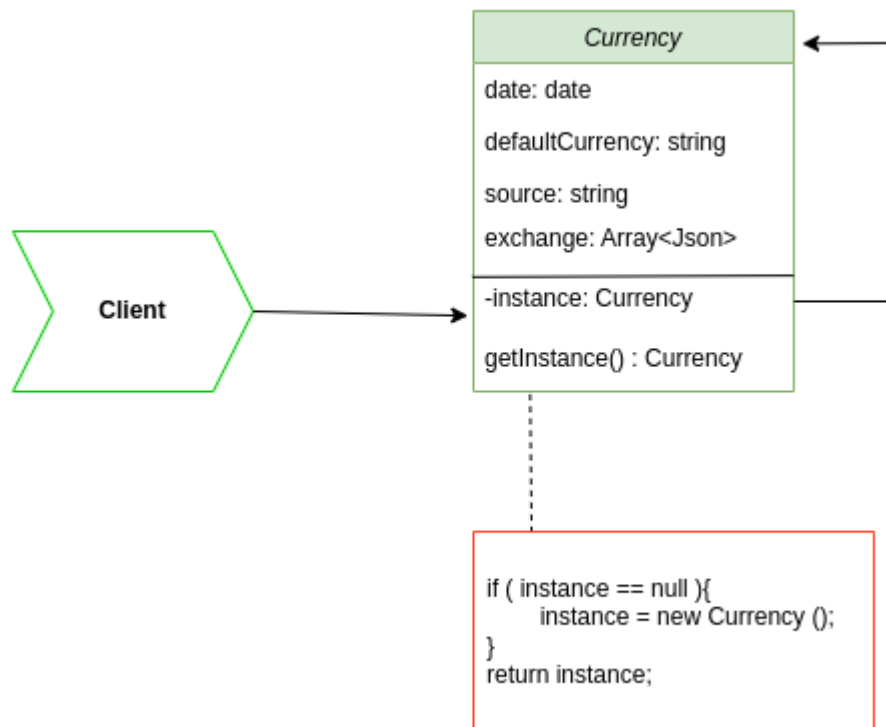 Currency
date: date
defaultCurrency: string
source: string
exchange: Array<Json>
-instance: Currency
getInstance() : Currency
Client
if ( instance == null ){
instance = new Currency ();
}
return instance;